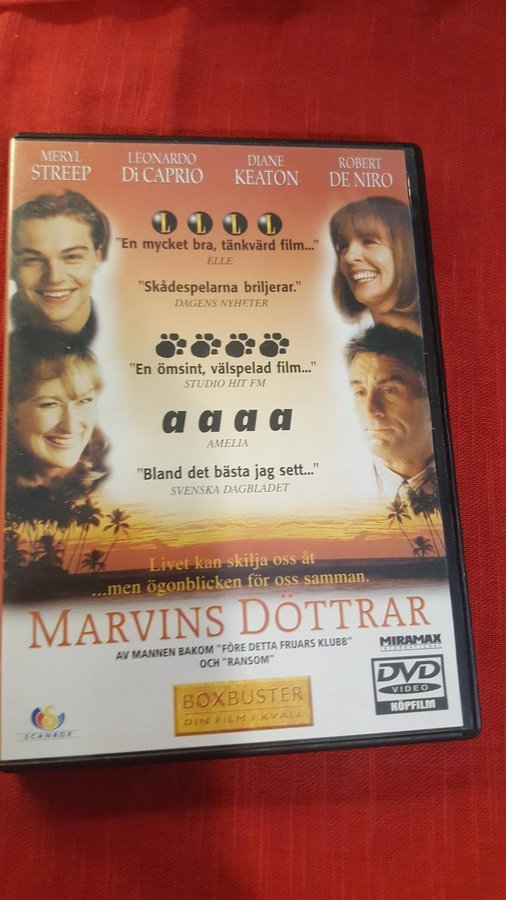 MERYL STREEP
LEONARDO DiCAPRIO
DIANE KEATON
ROBERT DE NIRO
L L L L
"En mycket bra, tänkvärd film..."
ELLE
"Skådespelarna briljerar."
DAGENS NYHETER
"En ömsint, välspelad film..."
STUDIO HIT FM
a a a a
AMELIA
"Bland det bästa jag sett..."
SVENSKA DAGBLADET
Livet kan skilja oss åt
...men ögonblicken för oss samman.
MARVINS DÖTTRAR
AV MANNEN BAKOM "FÖRE DETTA FRUARS KLUBB"
OCH "RANSOM"
MIRAMAX
INTERNATIONAL
DVD
VIDEO
KÖPFILM
BOXBUSTER
DIN FILM I KVÄLL
SCANBOX